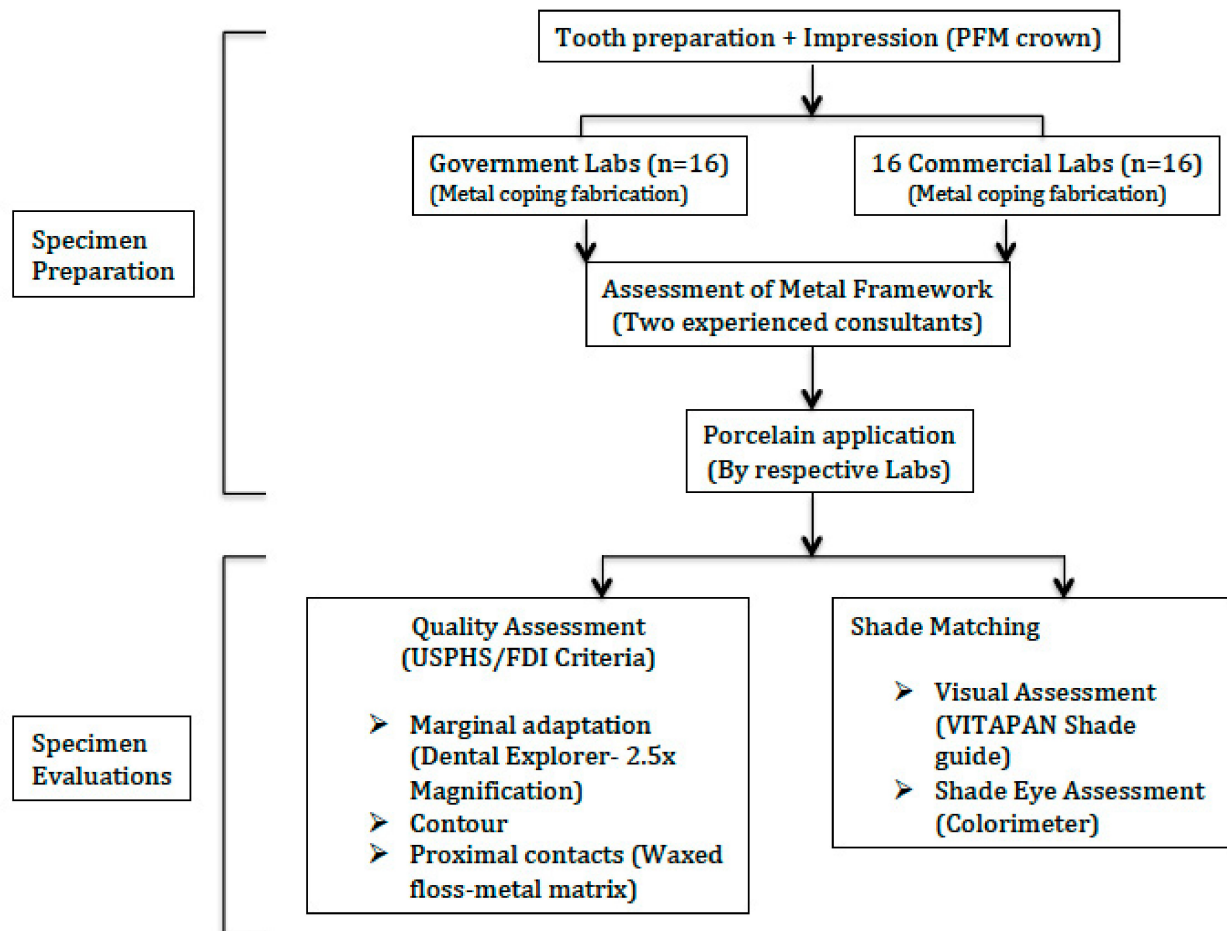 Tooth preparation + Impression (PFM crown)
Government Labs (n=16)
(Metal coping fabrication)
16 Commercial Labs (n=16)
(Metal coping fabrication)
Specimen
Preparation
Assessment of Metal Framework
(Two experienced consultants)
Porcelain application
(By respective Labs)
Specimen
Evaluations
Quality Assessment
(USPHS/FDI Criteria)
➢ Marginal adaptation
(Dental Explorer- 2.5x
Magnification)
➢ Contour
➢ Proximal contacts (Waxed
floss-metal matrix)
Shade Matching
➢ Visual Assessment
(VITAPAN Shade
guide)
➢ Shade Eye Assessment
(Colorimeter)